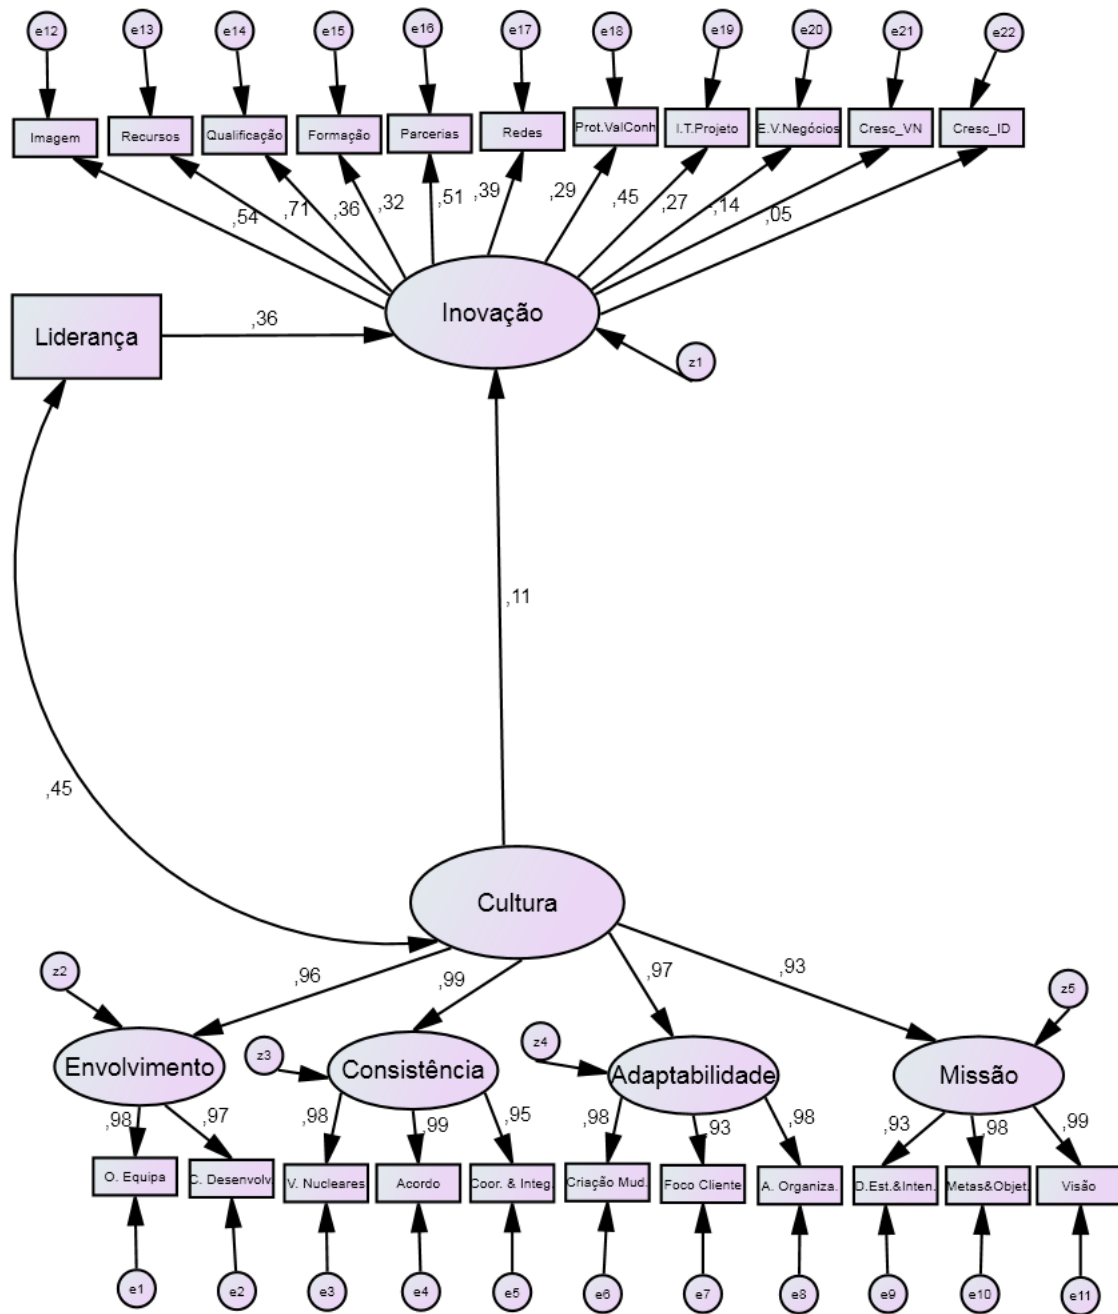 e12
e13
e14
e15
e16
e17
e18
e19
e20
e21
e22
Imagem
Recursos
Qualificação
Formação
Parcerias
Redes
Prot.ValConh
I.T.Projeto
E.V.Negócios
Cresc_VN
Cresc_ID
,54
,71
,36
,32
,51
,39
,29
,45
,27
-,14
,05
Inovação
Liderança
,36
z1
,11
,45
Cultura
,96
,99
,97
,93
z2
z3
z4
z5
Envolvimento
Consistência
Adaptabilidade
Missão
,98
,97
,98
,99
,95
,98
,93
,98
,93
,98
,99
O. Equipa
C. Desenvolv.
V. Nucleares
Acordo
Coor. & Integ.
Criação Mud.
Foco Cliente
A. Organiza.
D.Est.&Inten.
Metas&Objet.
Visão
e1
e2
e3
e4
e5
e6
e7
e8
e9
e10
e11